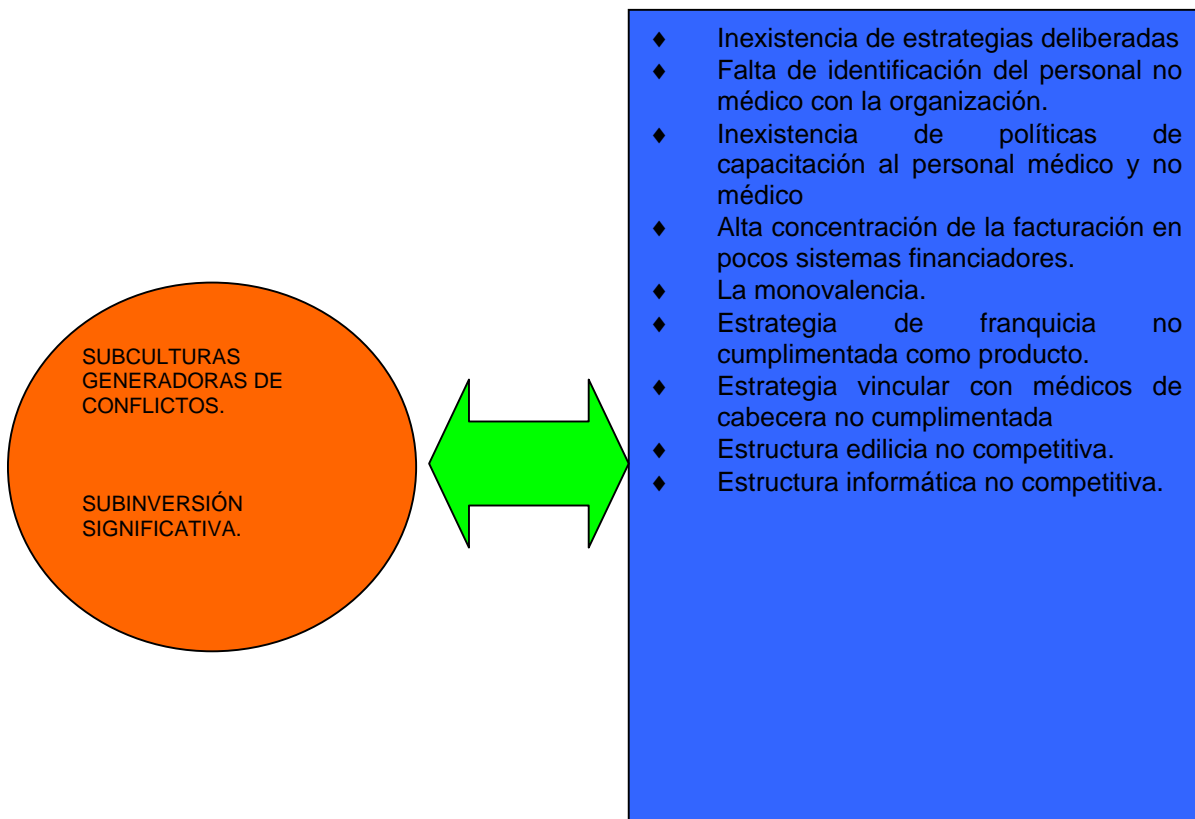 SUBCULTURAS
GENERADORAS DE
CONFLICTOS.
SUBINVERSIÓN
SIGNIFICATIVA.
♦ Inexistencia de estrategias deliberadas
♦ Falta de identificación del personal no
médico con la organización.
♦ Inexistencia de políticas de
capacitación al personal médico y no
médico
♦ Alta concentración de la facturación en
pocos sistemas financiadores.
♦ La monovalencia.
♦ Estrategia de franquicia no
cumplimentada como producto.
♦ Estrategia vincular con médicos de
cabecera no cumplimentada
♦ Estructura edilicia no competitiva.
♦ Estructura informática no competitiva.